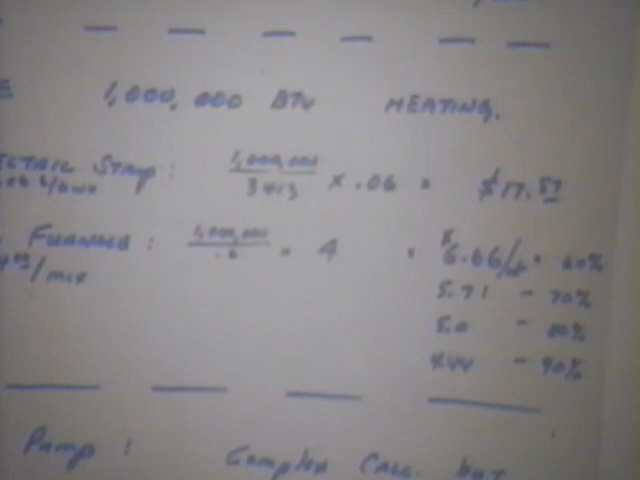 1,000,000 BTU HEATING.
STRIP : 1,000,000 / 3413 X .06 = $17.57
FURNACE : 1,000,000 / .6 4 = $6.66/ = 60%
5.71 - 70%
5.0 - 80%
4.44 - 90%
Pump : Complex Calc. but